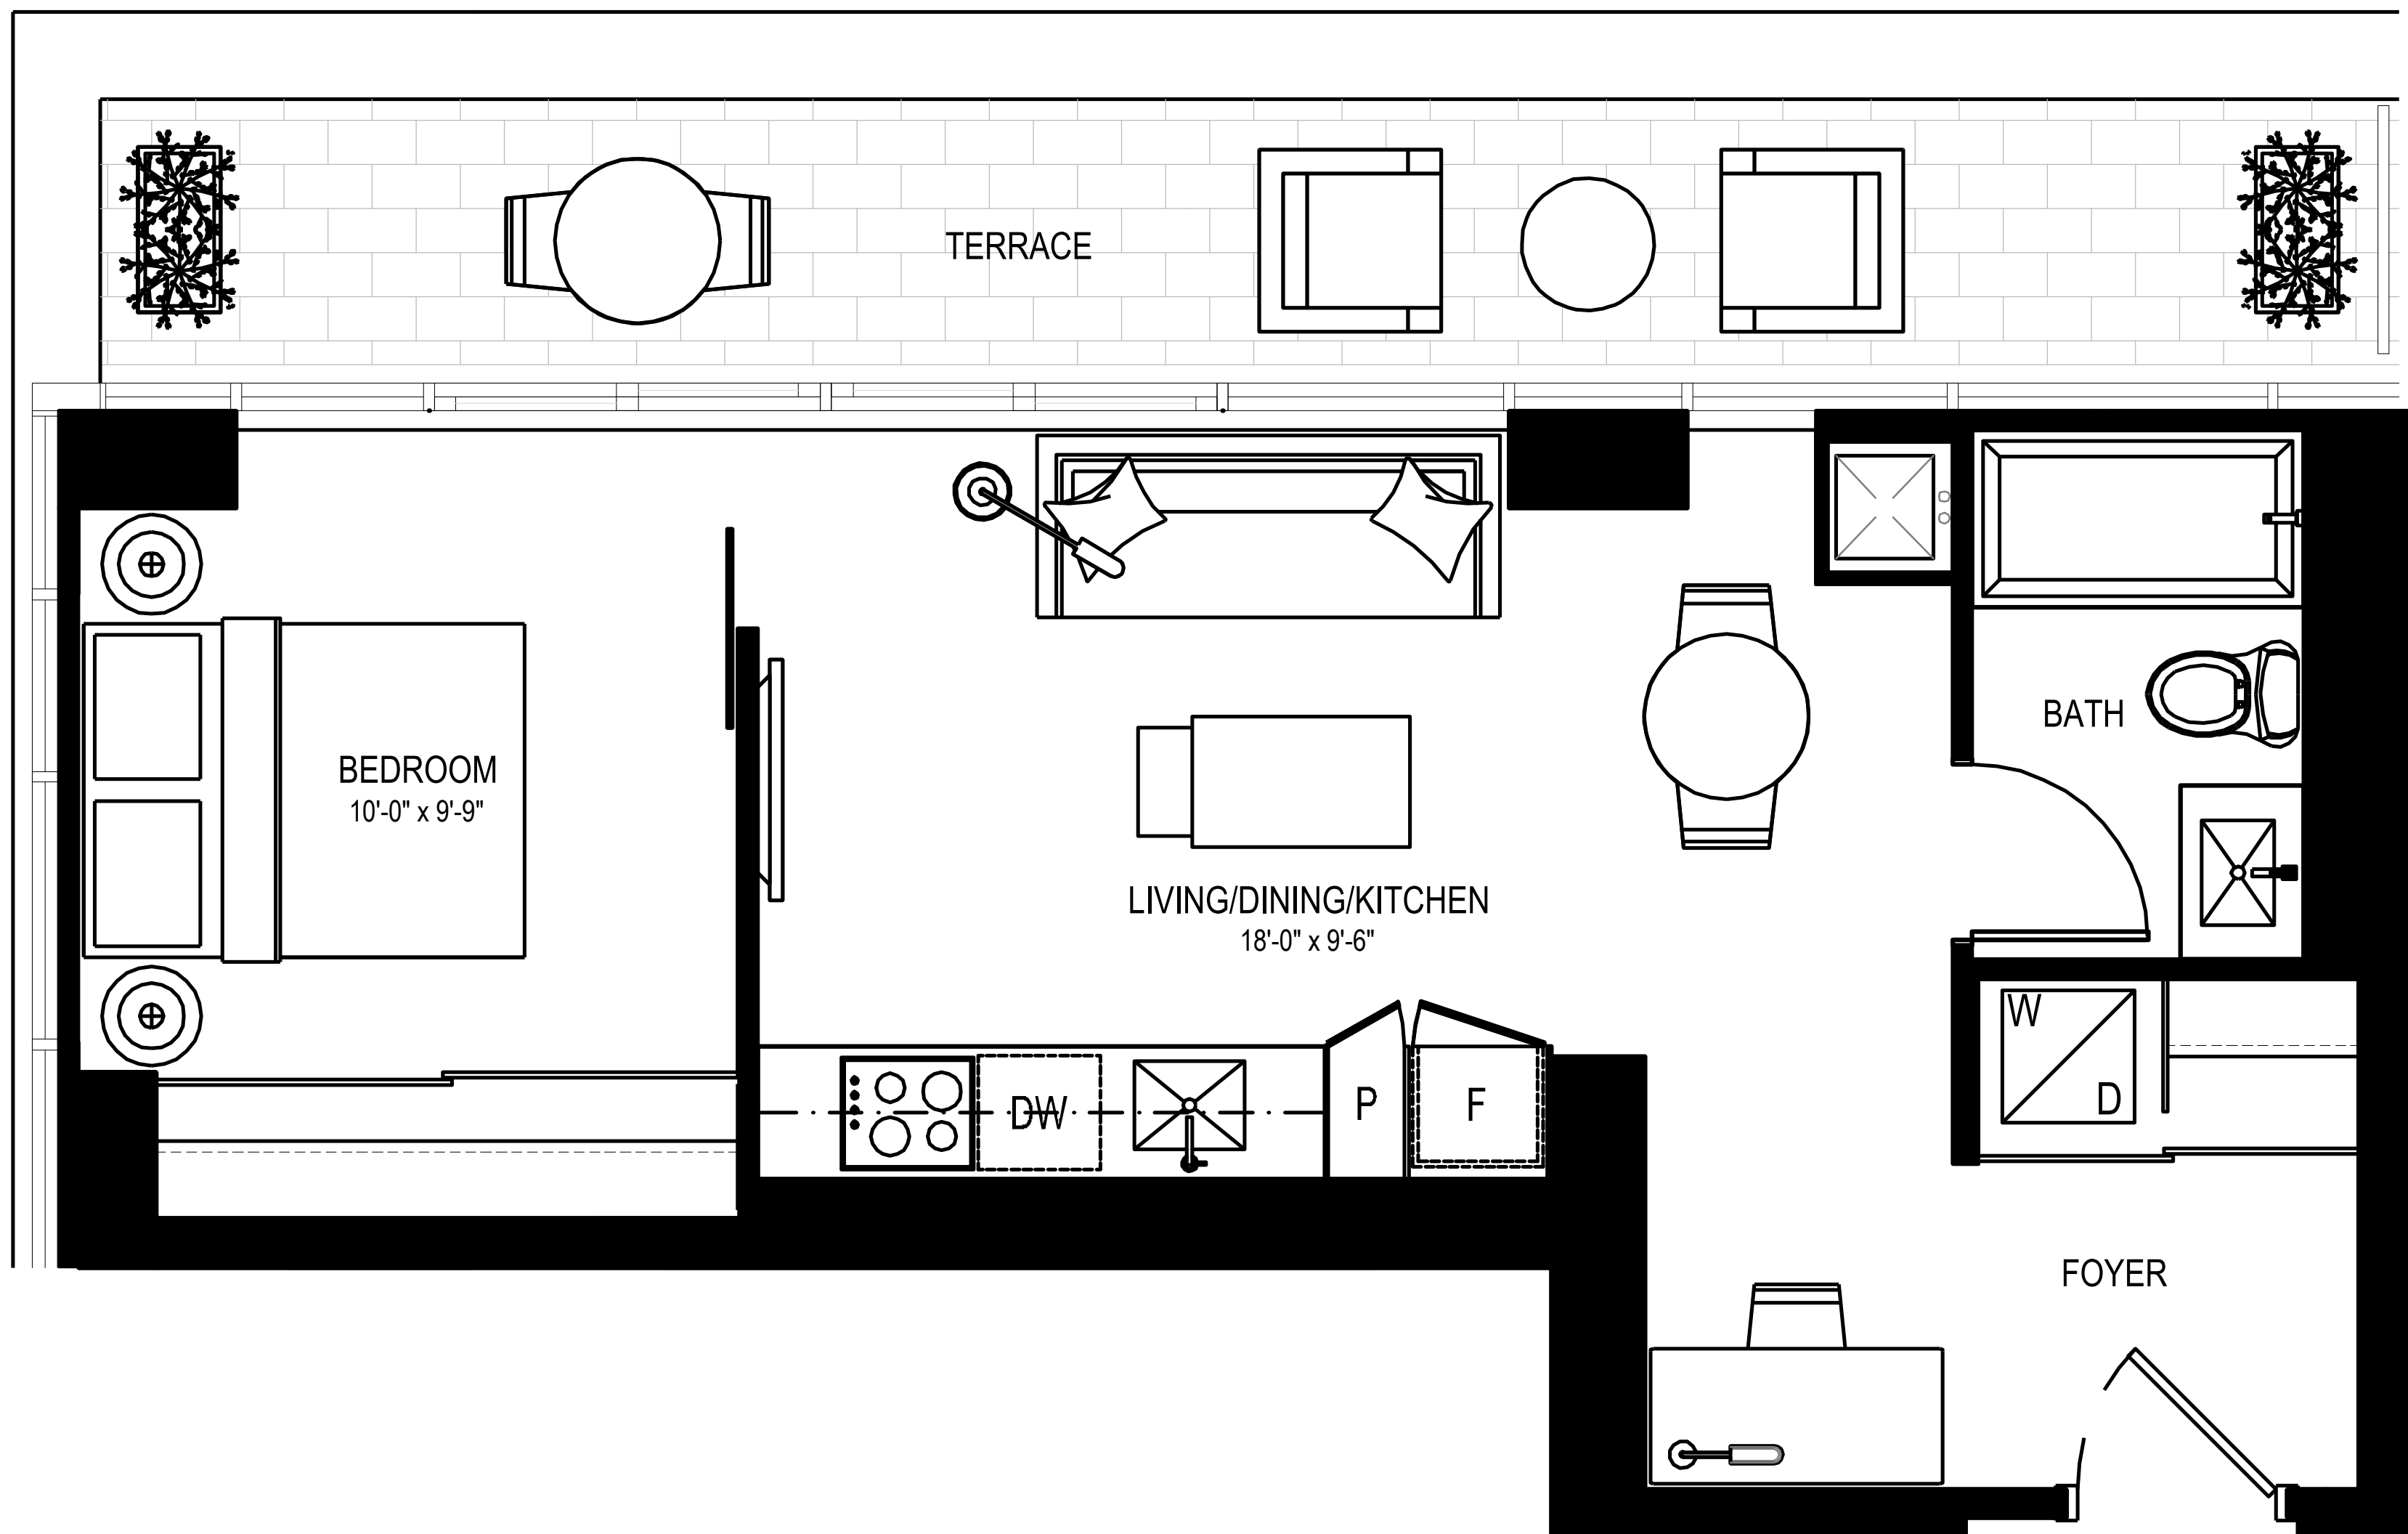 TERRACE
BEDROOM
10'-0" x 9'-9"
LIVING/DINING/KITCHEN
18'-0" x 9'-6"
BATH
W
D
DW
P
F
FOYER